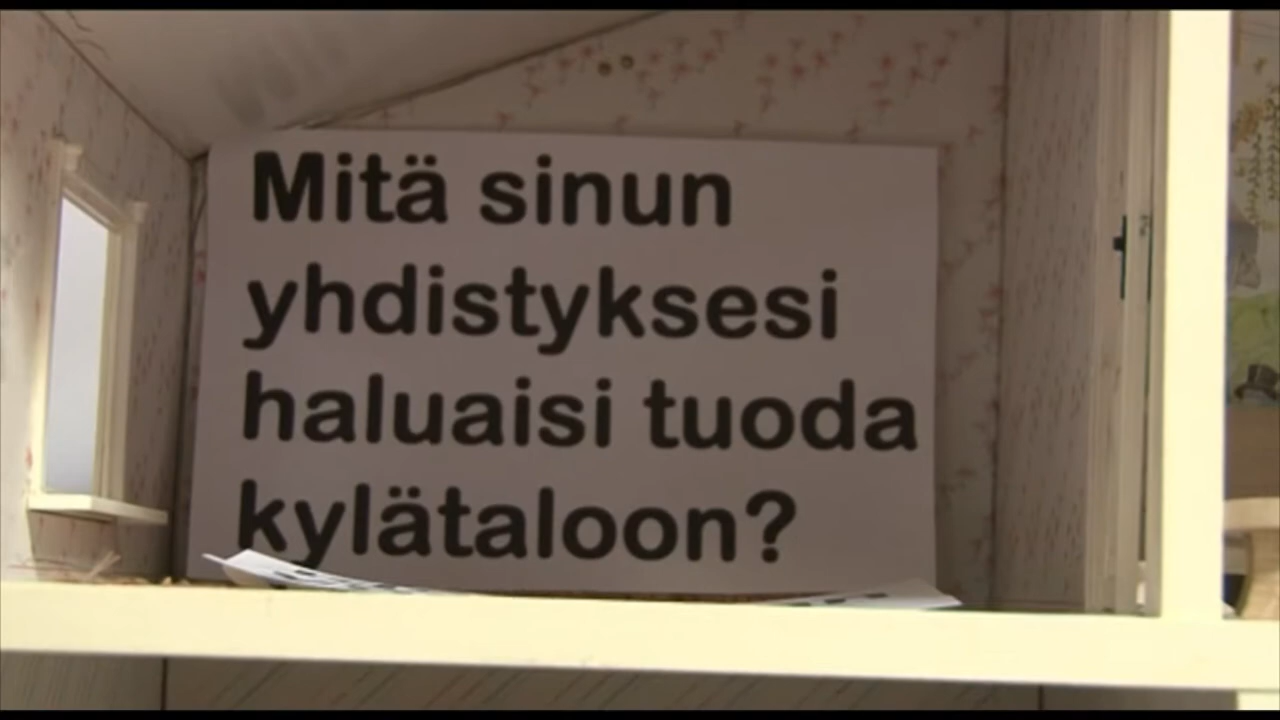 Mitä sinun
yhdistyksesi
haluaisi tuoda
kylätaloon?